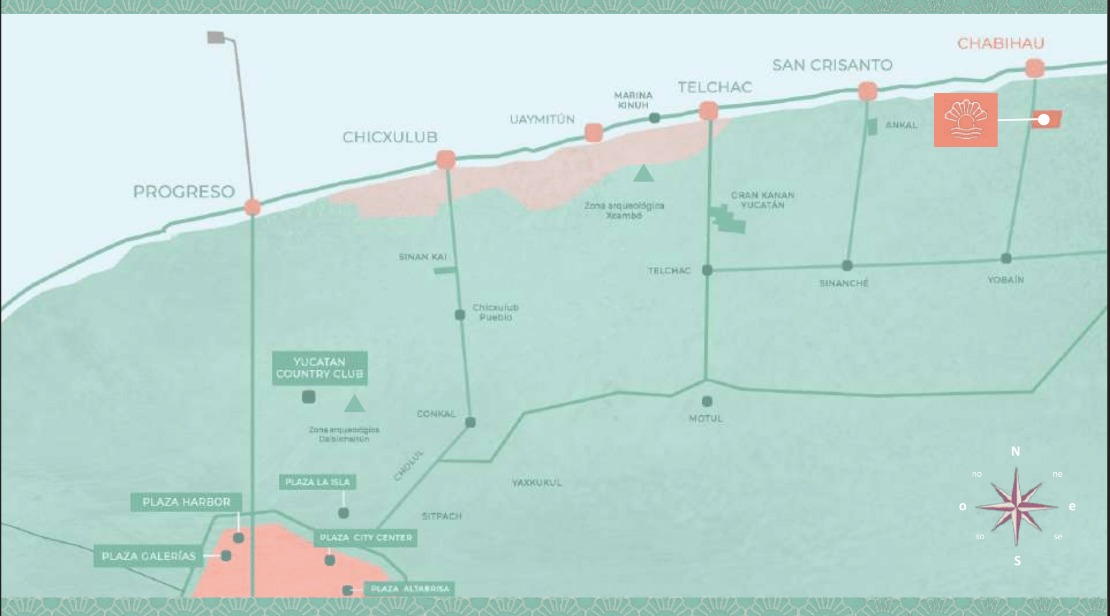 CHABIHAU
SAN CRISANTO
TELCHAC
MARINA
KINUH
UAYMITÚN
ANKAL
CHICXULUB
PROGRESO
Zona arqueológica
Xcambó
GRAN KANAN
YUCATÁN
SINAN KAI
TELCHAC
SINANCHÉ
YOBAÍN
Chicxulub
Pueblo
YUCATAN
COUNTRY CLUB
CONKAL
MOTUL
Zona arqueológica
Dzibilchaltún
CHOLUL
YAXKUKUL
PLAZA LA ISLA
PLAZA HARBOR
SITPACH
PLAZA CITY CENTER
PLAZA GALERÍAS
PLAZA ALTABRISA
N
no
ne
o
e
so
se
S